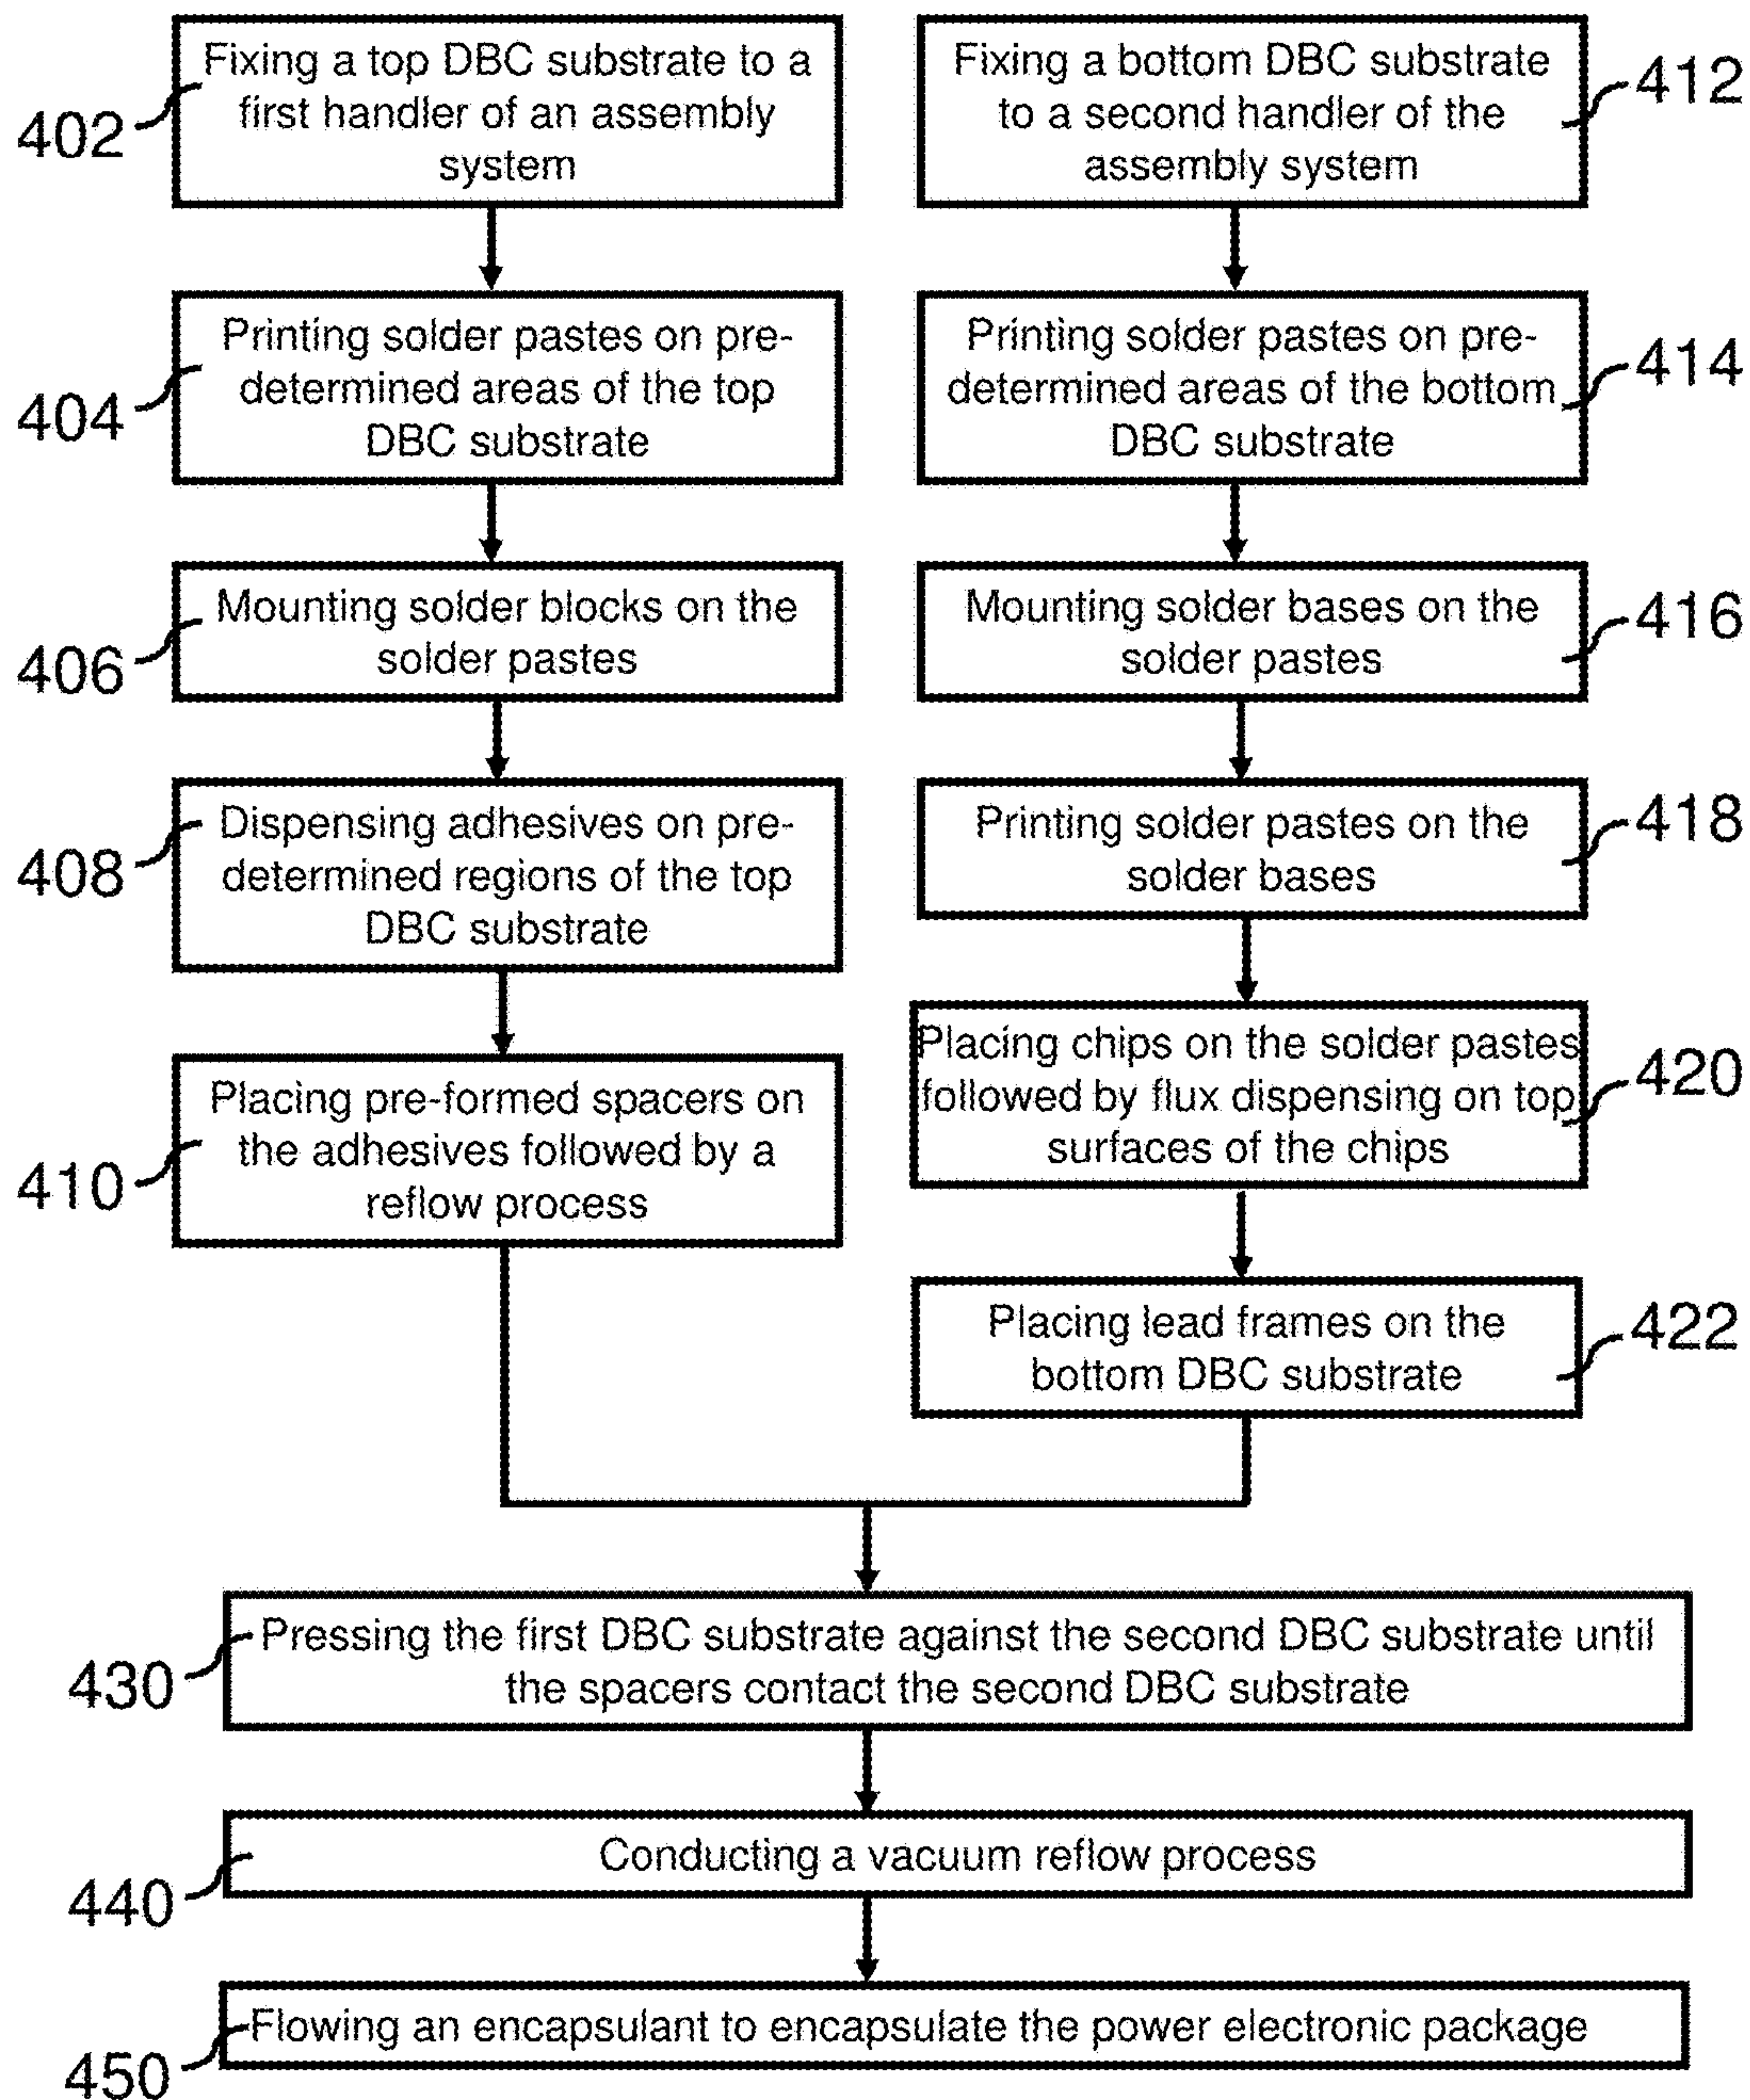 Fixing a top DBC substrate to a
first handler of an assembly
system
402
Printing solder pastes on pre-
determined areas of the top
DBC substrate
404
Mounting solder blocks on the
solder pastes
406
Dispensing adhesives on pre-
determined regions of the top
DBC substrate
408
Placing pre-formed spacers on
the adhesives followed by a
reflow process
410
Fixing a bottom DBC substrate
to a second handler of the
assembly system
412
Printing solder pastes on pre-
determined areas of the bottom
DBC substrate
414
Mounting solder bases on the
solder pastes
416
Printing solder pastes on the
solder bases
418
Placing chips on the solder pastes
followed by flux dispensing on top
surfaces of the chips
420
Placing lead frames on the
bottom DBC substrate
422
Pressing the first DBC substrate against the second DBC substrate until
the spacers contact the second DBC substrate
430
Conducting a vacuum reflow process
440
Flowing an encapsulant to encapsulate the power electronic package
450